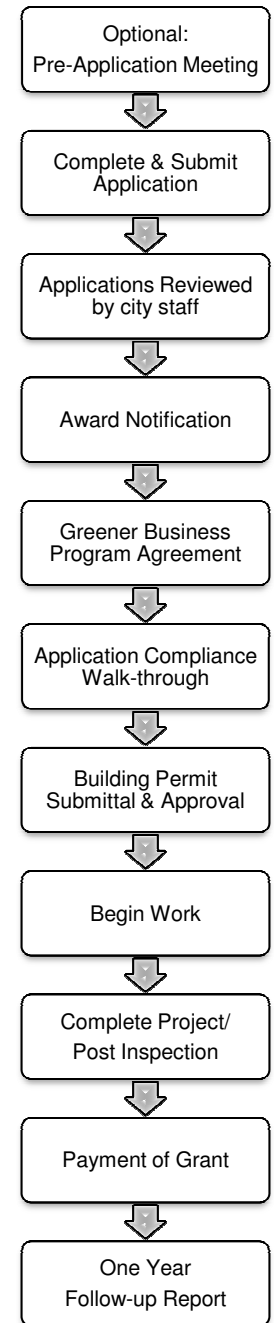 Optional:
Pre-Application Meeting
Complete & Submit
Application
Applications Reviewed
by city staff
Award Notification
Greener Business
Program Agreement
Application Compliance
Walk-through
Building Permit
Submittal & Approval
Begin Work
Complete Project/
Post Inspection
Payment of Grant
One Year
Follow-up Report